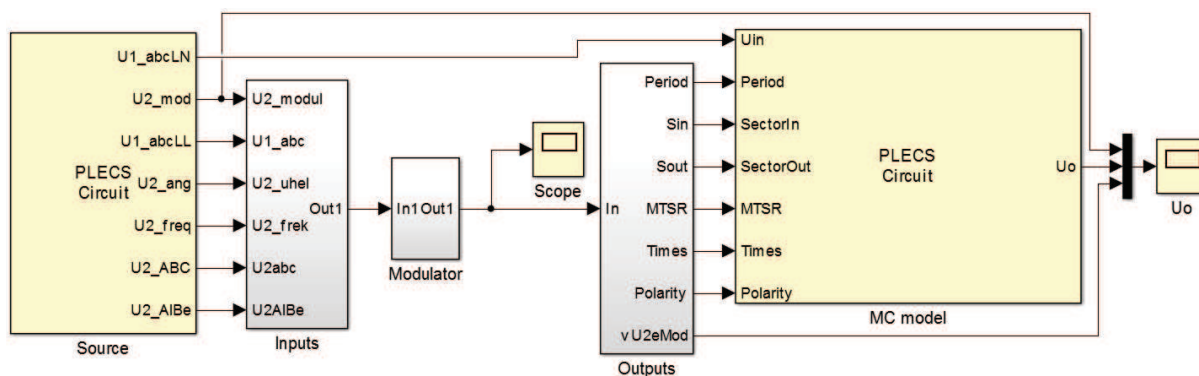 U1_abcLN
U2_mod
U1_abcLL
PLECS
Circuit
U2_ang
U2_freq
U2_ABC
U2_AlBe
Source
U2_modul
U1_abc
U2_uhel
Out1
U2_frek
U2abc
U2AlBe
Inputs
In1 Out1
Modulator
Scope
In
Period
Sin
Sout
MTSR
Times
Polarity
vU2eMod
Outputs
Uin
Period
SectorIn
SectorOut
MTSR
Times
Polarity
PLECS
Circuit
Uo
MC model
Uo